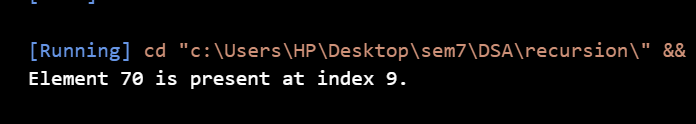 [Running] cd "c:\Users\HP\Desktop\sem7\DSA\recursion\" &&
Element 70 is present at index 9.